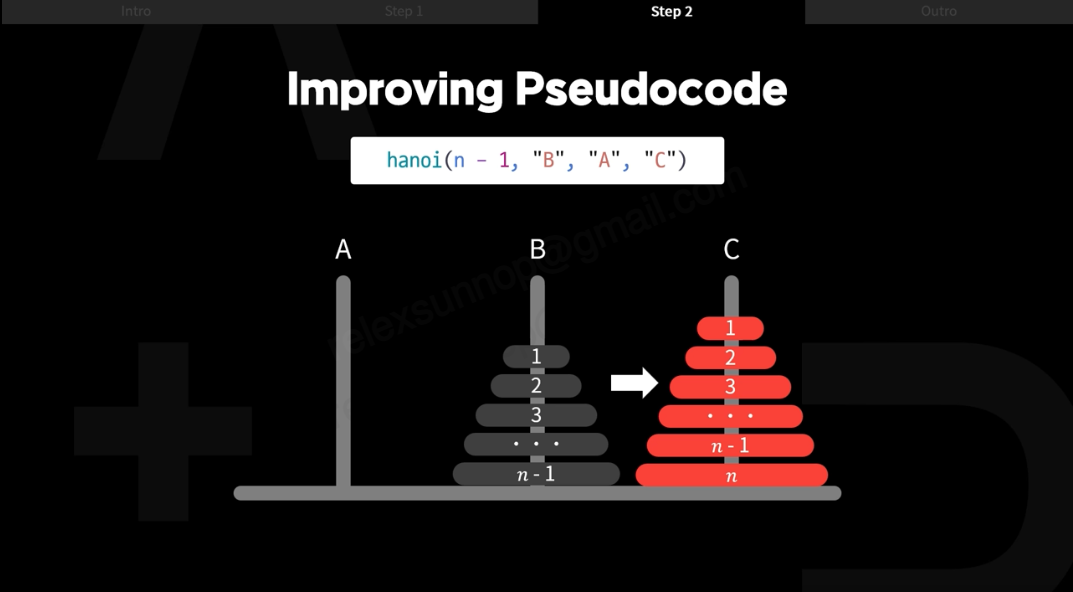 Intro Step 1 Step 2 Outro
Improving Pseudocode
hanoi(n - 1, "B", "A", "C")
relexsunnop@gmail.com
A B C
1
1 2
2 3
3 . . .
. . . n - 1
n - 1 n